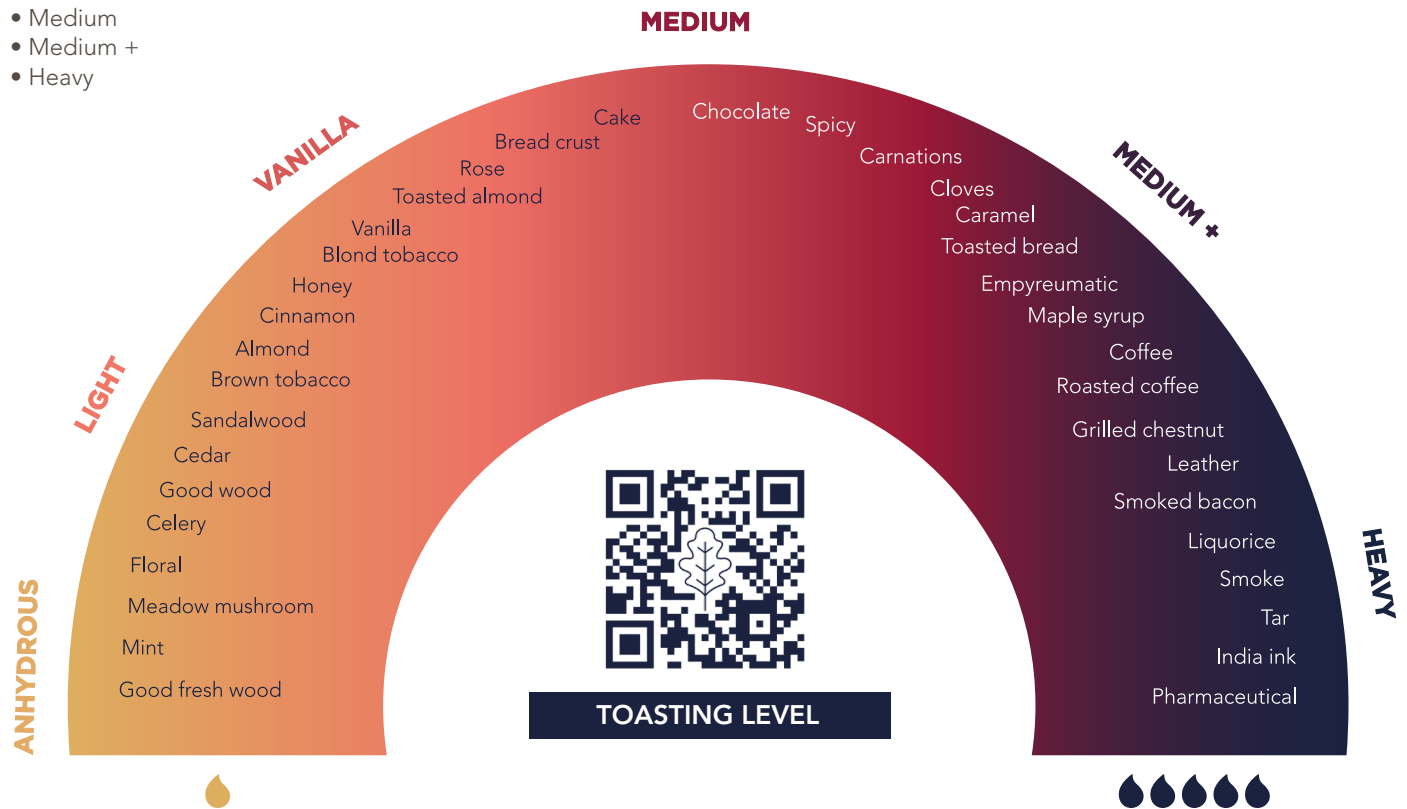 • Medium
• Medium +
• Heavy
ANHYDROUS
LIGHT
VANILLA
MEDIUM
MEDIUM +
HEAVY
Good fresh wood
Mint
Meadow mushroom
Floral
Celery
Good wood
Cedar
Sandalwood
Brown tobacco
Almond
Cinnamon
Honey
Blond tobacco
Vanilla
Toasted almond
Rose
Bread crust
Cake
Chocolate
Spicy
Carnations
Cloves
Caramel
Toasted bread
Empyreumatic
Maple syrup
Coffee
Roasted coffee
Grilled chestnut
Leather
Smoked bacon
Liquorice
Smoke
Tar
India ink
Pharmaceutical
TOASTING LEVEL